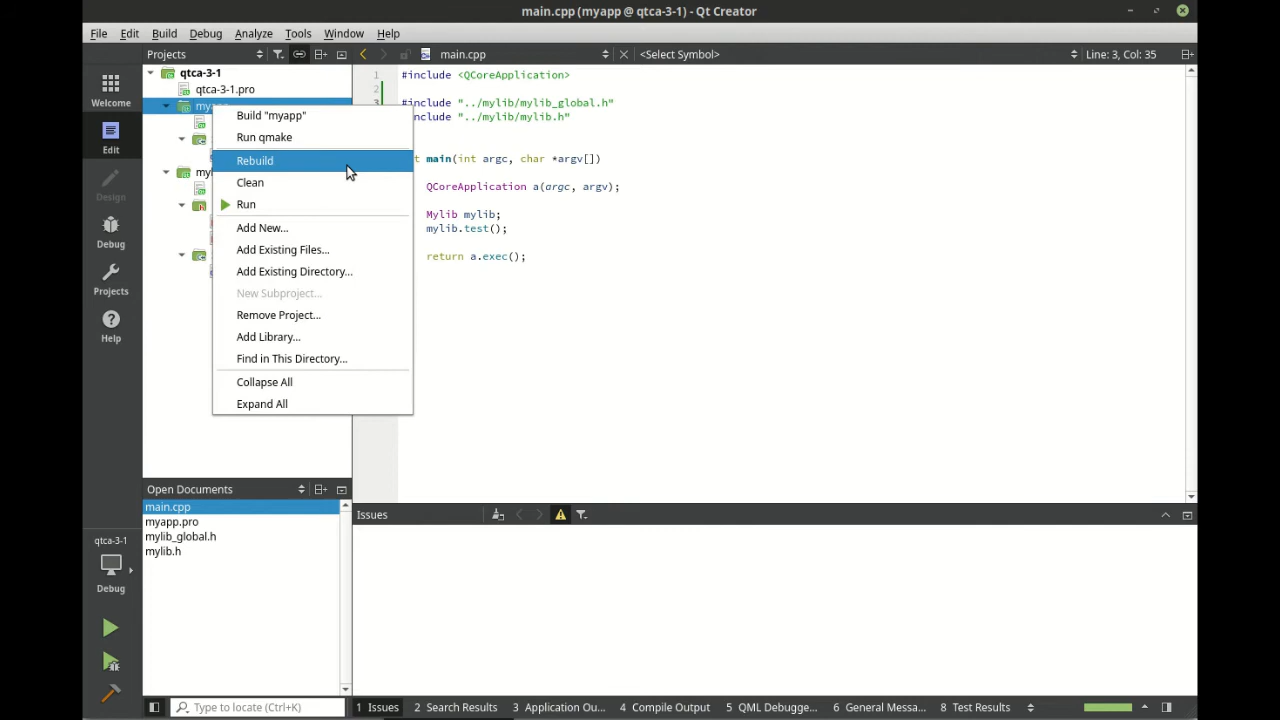 main.cpp (myapp @ qtca-3-1) - Qt Creator
File Edit Build Debug Analyze Tools Window Help
Projects main.cpp <Select Symbol> Line: 3, Col: 35
Welcome
Edit
Design
Debug
Projects
Help
qtca-3-1
qtca-3-1.pro
Build "myapp"
Run qmake
Rebuild
Clean
Run
Add New...
Add Existing Files...
Add Existing Directory...
New Subproject...
Remove Project...
Add Library...
Find in This Directory...
Collapse All
Expand All
1 #include <QCoreApplication>
2
3 #include "../mylib/mylib_global.h"
include "../mylib/mylib.h"
t main(int argc, char *argv[])
QCoreApplication a(argc, argv);
Mylib mylib;
mylib.test();
return a.exec();
Open Documents
main.cpp
myapp.pro
mylib_global.h
mylib.h
Issues
qtca-3-1
Debug
Type to locate (Ctrl+K) 1 Issues 2 Search Results 3 Application Ou... 4 Compile Output 5 QML Debugge... 6 General Messa... 8 Test Results